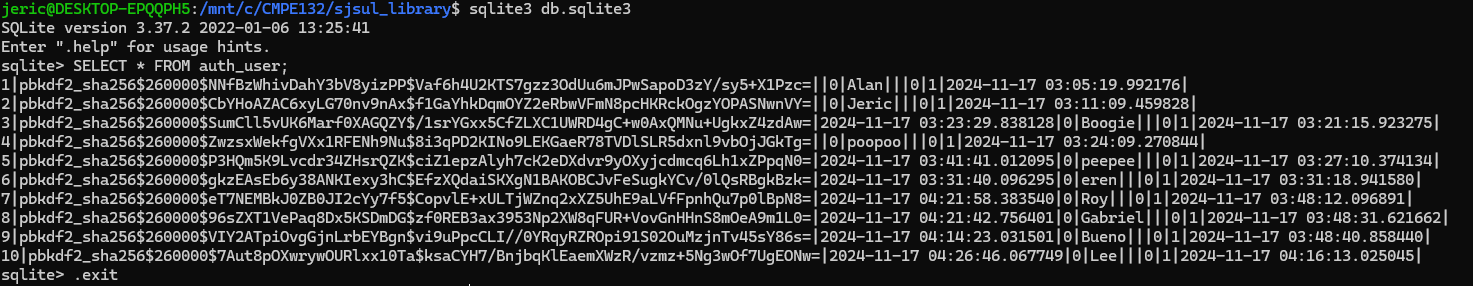 jeric@DESKTOP-EPQQPH5:/mnt/c/CMPE132/sjsul_library$ sqlite3 db.sqlite3
SQLite version 3.37.2 2022-01-06 13:25:41
Enter ".help" for usage hints.
sqlite> SELECT * FROM auth_user;
1|pbkdf2_sha256$260000$NNfBzWhivDahY3bV8yizPP$Vaf6h4U2KTS7gzz3OdUu6mJPwSapoD3zY/sy5+X1Pzc=||0|Alan|||0|1|2024-11-17 03:05:19.992176|
2|pbkdf2_sha256$260000$CbYHoAZAC6xyLG70nv9nAx$f1GaYhkDqmOYZ2eRbwVFmN8pcHKRckOgzYOPASNwnVY=||0|Jeric|||0|1|2024-11-17 03:11:09.459828|
3|pbkdf2_sha256$260000$SumCll5vUK6Marf0XAGQZY$/1srYGxx5CfZLXC1UWRD4gC+w0AxQMNu+UgkxZ4zdAw=|2024-11-17 03:23:29.838128|0|Boogie|||0|1|2024-11-17 03:21:15.923275|
4|pbkdf2_sha256$260000$ZwzsxWekfgVXx1RFENh9Nu$8i3qPD2KINo9LEKGaeR78TVDlSLR5dxnl9vbOjJGkTg=||0|poopoo|||0|1|2024-11-17 03:24:09.270844|
5|pbkdf2_sha256$260000$P3HQm5K9Lvcdr34ZHsrQZK$ciZ1epzAlyh7cK2eDXdvr9yOXyjcdmcq6Lh1xZPpqN0=|2024-11-17 03:41:41.012095|0|peepee|||0|1|2024-11-17 03:27:10.374134|
6|pbkdf2_sha256$260000$gkzEAsEb6y38ANKIexy3hC$EfzXQdaiSKXgN1BAKOBCJvFeSugkYCv/0lQsRBgkBzk=|2024-11-17 03:31:40.096295|0|eren|||0|1|2024-11-17 03:31:18.941580|
7|pbkdf2_sha256$260000$eT7NEMBkJ0ZB0JI2cYy7f5$CopvlE+xULTjWZnq2xXZ5UhE9aLVfFpnhQu7p0lBpN8=|2024-11-17 04:21:58.383540|0|Roy|||0|1|2024-11-17 03:48:12.096891|
8|pbkdf2_sha256$260000$96sZXT1VePaq8Dx5KSDmDG$zf0REB3ax3953Np2XW8qFUR+VovGnHHnS8mOeA9m1L0=|2024-11-17 04:21:42.756401|0|Gabriel|||0|1|2024-11-17 03:48:31.621662|
9|pbkdf2_sha256$260000$VIY2ATpiOvgGjnLrbEYBgn$vi9uPpcCLI//0YRqyRZROpi91S02OuMzjnTv45sY86s=|2024-11-17 04:14:23.031501|0|Bueno|||0|1|2024-11-17 03:48:40.858440|
10|pbkdf2_sha256$260000$7Aut8pOXwrywOURlxx10Ta$ksaCYH7/BnjbqKlEaemXWzR/vzmz+5Ng3wOf7UgEONw=|2024-11-17 04:26:46.067749|0|Lee|||0|1|2024-11-17 04:16:13.025045|
sqlite> .exit